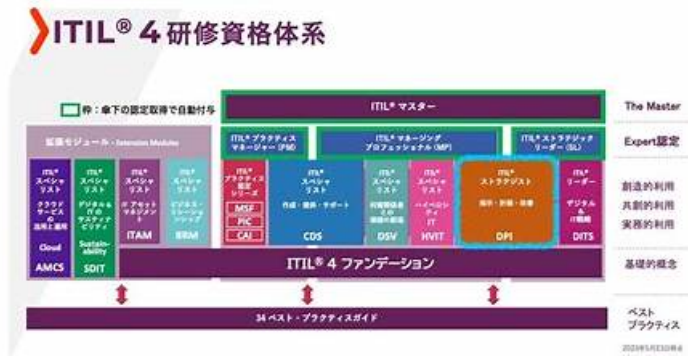 ITIL® 4 研修資格体系
枠:傘下の認定取得で自動付与
ITIL® マスター
The Master
拡張モジュール - Extension Modules
ITIL® プラクティス
マネージャー (PM)
ITIL® マネージング
プロフェッショナル (MP)
ITIL® ストラテジック
リーダー (SL)
Expert認定
ITIL®
スペシャ
リスト
クラウド
サービス
の
Cloud
AMCS
ITIL®
スペシャ
リスト
デジタル&
ITの
サステナ
ビリティ
Sustain-
ability
SDIT
ITIL®
スペシャ
リスト
IT アセット
マネジメント
ITAM
ITIL®
スペシャ
リスト
ビジネス・
リレーション
シップ
BRM
ITIL®
プラクティス
シリーズ
MSF
PIC
CAI
ITIL®
スペシャ
リスト
作成・提供・サポート
CDS
ITIL®
スペシャ
リスト
利害関係者
との
DSV
ITIL®
スペシャ
リスト
ハイベロシ
ティ
IT
HVIT
ITIL®
ストラテジスト
指示・計画・改善
DPI
ITIL®
リーダー
デジタル
& IT戦略
DITS
創造的利用
共創的利用
実務的利用
ITIL® 4 ファンデーション
基礎的概念
34 ベスト・プラクティスガイド
ベスト
プラクティス